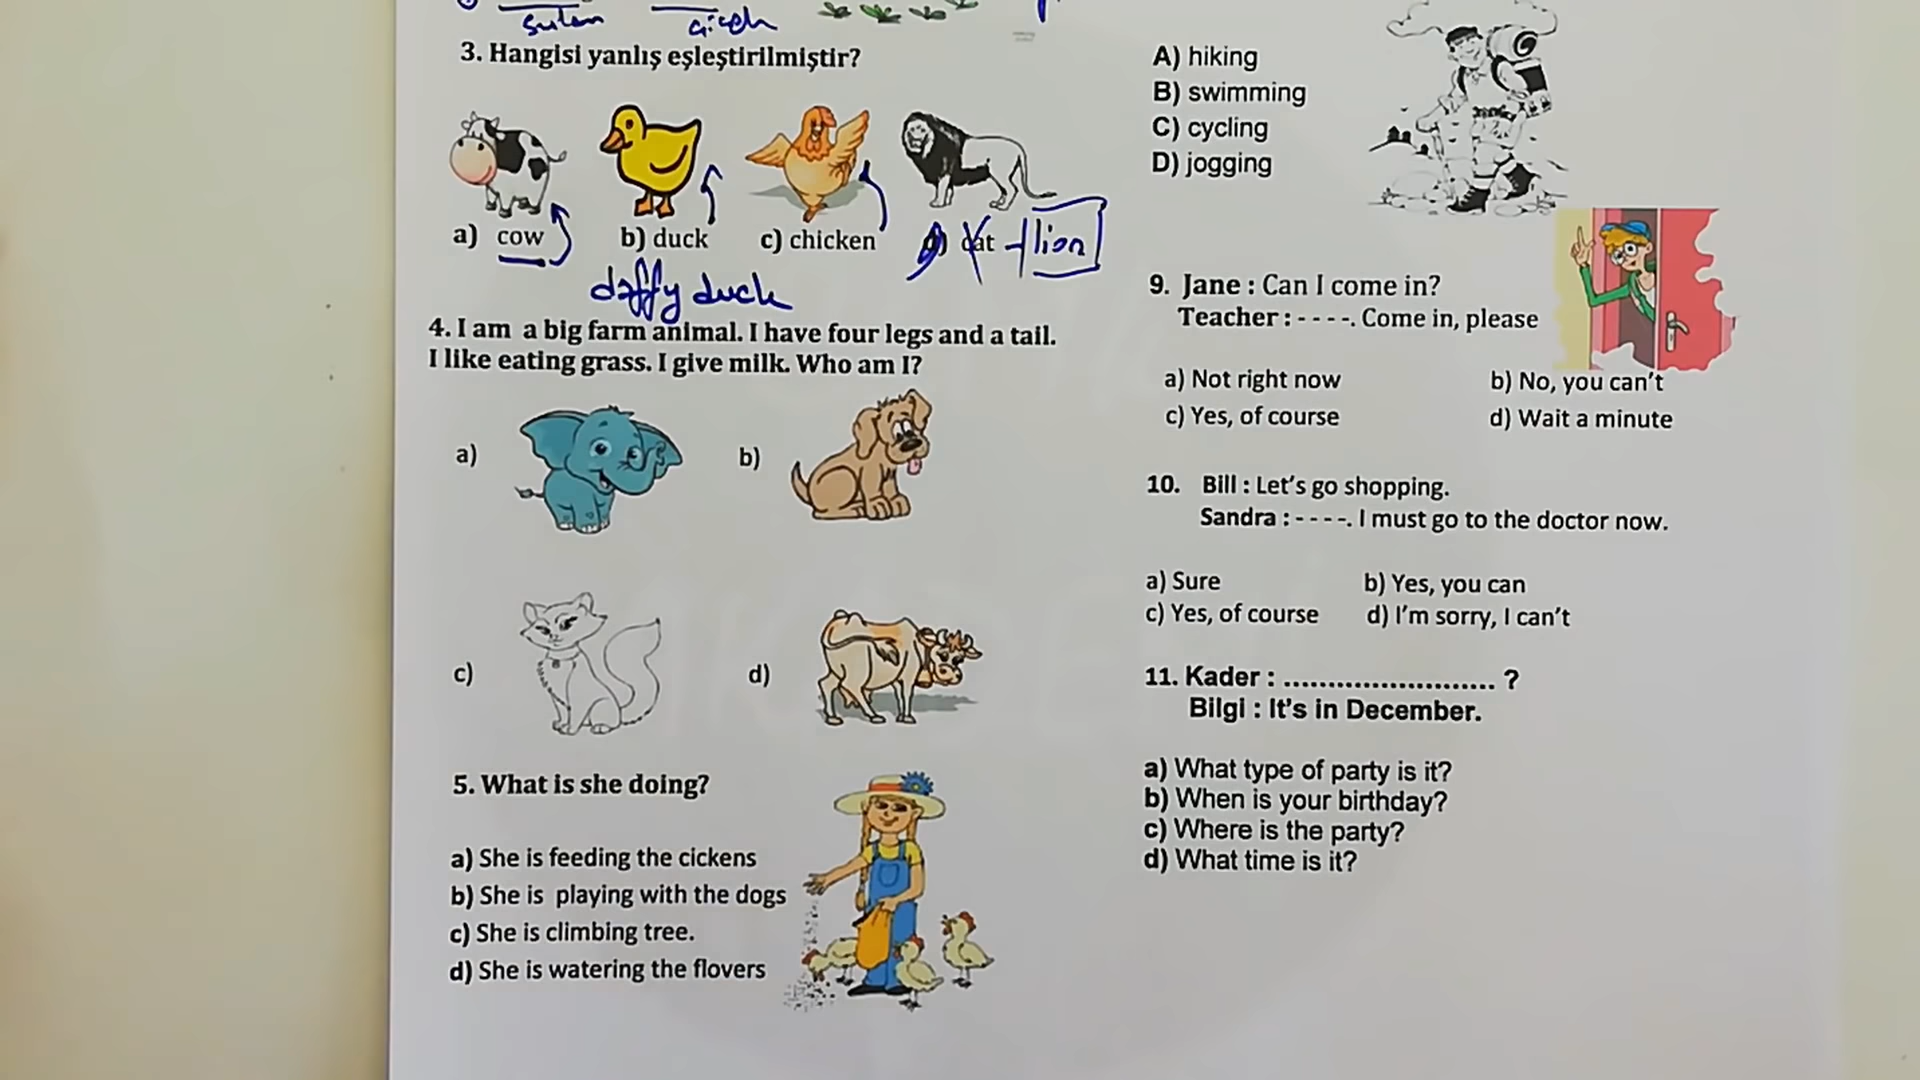 sulam çiçek
3. Hangisi yanlış eşleştirilmiştir?
a) cow b) duck c) chicken d) cat lion
daffy duck
4. I am a big farm animal. I have four legs and a tail.
I like eating grass. I give milk. Who am I?
a) b)
c) d)
5. What is she doing?
a) She is feeding the cickens
b) She is playing with the dogs
c) She is climbing tree.
d) She is watering the flovers
A) hiking
B) swimming
C) cycling
D) jogging
9. Jane : Can I come in?
Teacher : - - - -. Come in, please
a) Not right now b) No, you can't
c) Yes, of course d) Wait a minute
10. Bill : Let's go shopping.
Sandra : - - - -. I must go to the doctor now.
a) Sure b) Yes, you can
c) Yes, of course d) I'm sorry, I can't
11. Kader : ........................ ?
Bilgi : It's in December.
a) What type of party is it?
b) When is your birthday?
c) Where is the party?
d) What time is it?